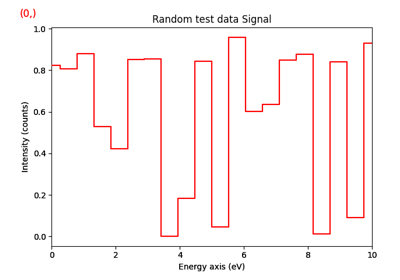 (0,)
Random test data Signal
1.0
0.8
0.6
0.4
0.2
0.0
Intensity (counts)
0 2 4 6 8 10
Energy axis (eV)